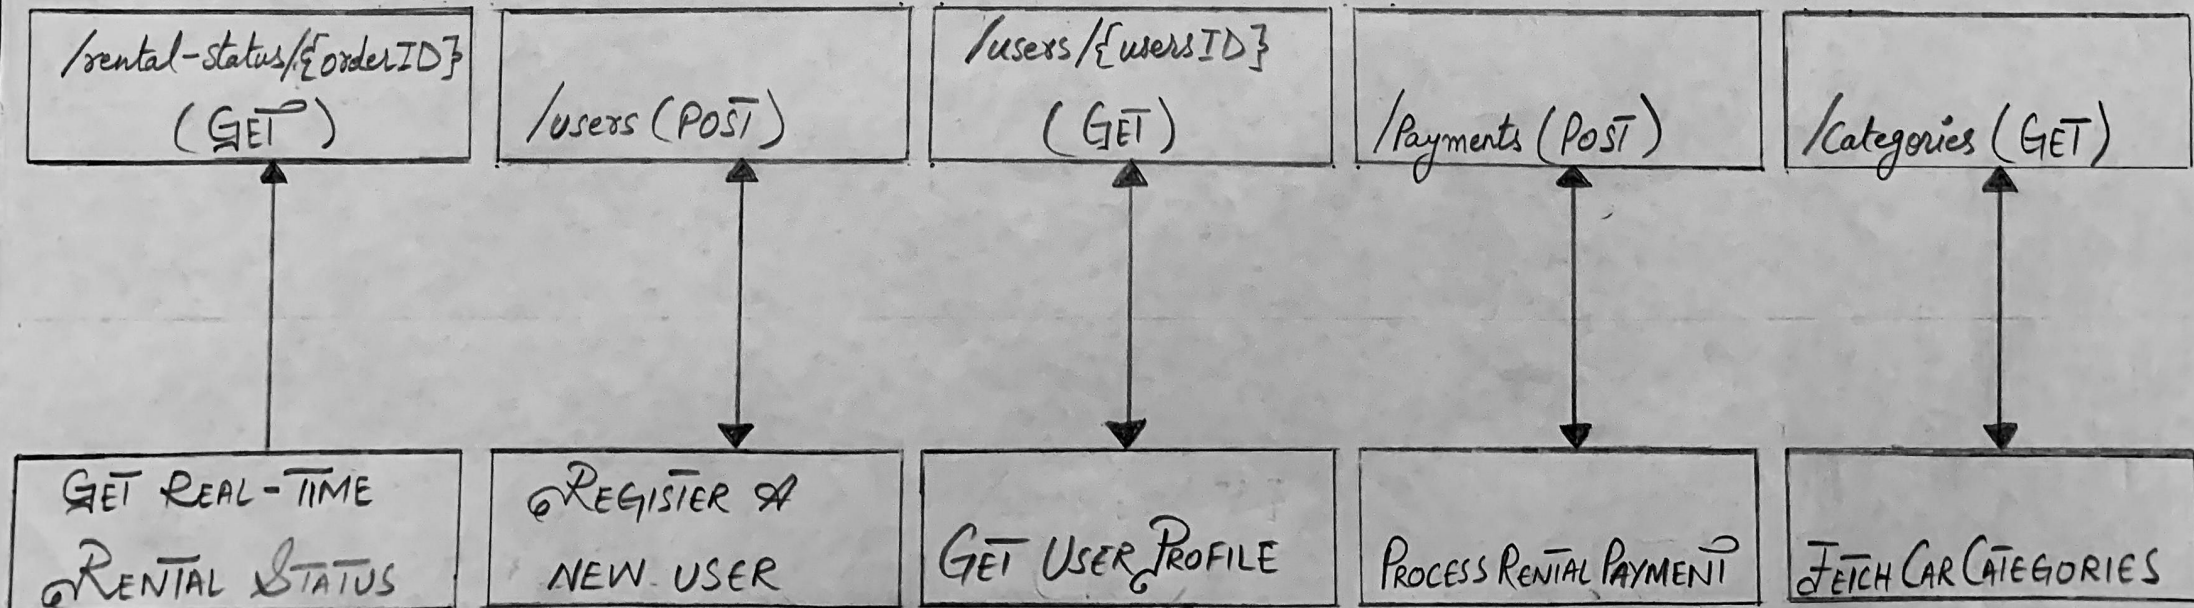 /rental-status/{orderID}
(GET)
/users (POST)
/users/{usersID}
(GET)
/Payments (POST)
/Categories (GET)
GET REAL-TIME
RENTAL STATUS
REGISTER A
NEW USER
GET USER PROFILE
PROCESS RENTAL PAYMENT
FETCH CAR CATEGORIES